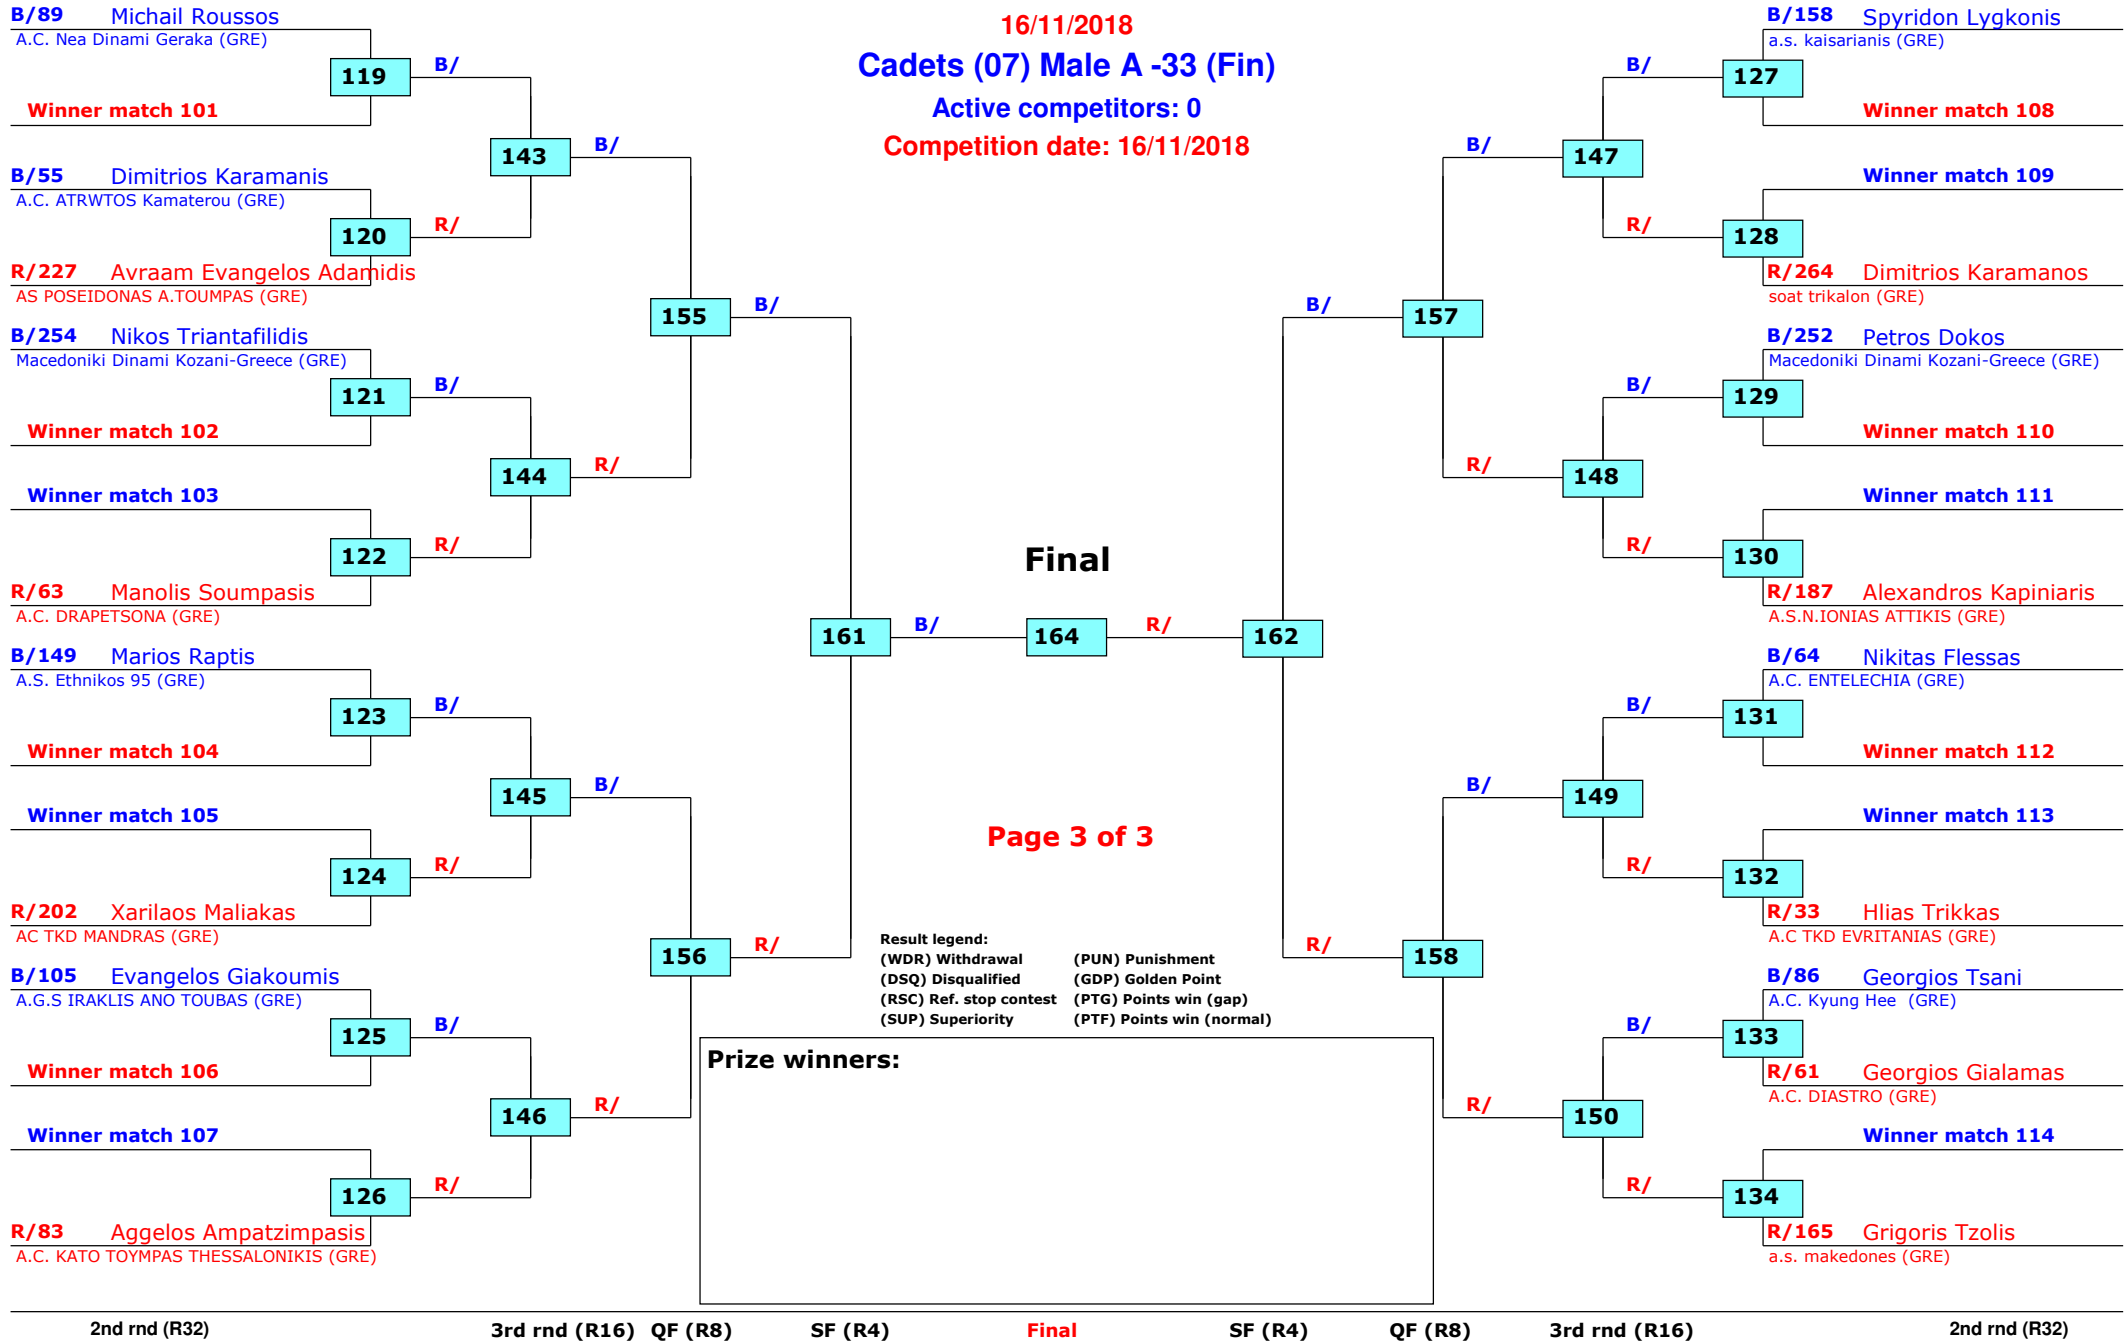 16/11/2018
Cadets (07) Male A -33 (Fin)
Active competitors: 0
Competition date: 16/11/2018
B/89 Michail Roussos
A.C. Nea Dinami Geraka (GRE)
119
B/
Winner match 101
143
B/
B/55 Dimitrios Karamanis
A.C. ATRWTOS Kamaterou (GRE)
120
R/
R/227 Avraam Evangelos Adamidis
AS POSEIDONAS A.TOUMPAS (GRE)
155
B/
B/254 Nikos Triantafilidis
Macedoniki Dinami Kozani-Greece (GRE)
121
B/
Winner match 102
144
R/
Winner match 103
122
R/
R/63 Manolis Soumpasis
A.C. DRAPETSONA (GRE)
161
B/
B/149 Marios Raptis
A.S. Ethnikos 95 (GRE)
123
B/
Winner match 104
145
B/
Winner match 105
124
R/
R/202 Xarilaos Maliakas
AC TKD MANDRAS (GRE)
156
R/
B/105 Evangelos Giakoumis
A.G.S IRAKLIS ANO TOUBAS (GRE)
125
B/
Winner match 106
146
R/
Winner match 107
126
R/
R/83 Aggelos Ampatzimpasis
A.C. KATO TOYMPAS THESSALONIKIS (GRE)
Final
164
R/
162
Page 3 of 3
Result legend:
(WDR) Withdrawal (PUN) Punishment
(DSQ) Disqualified (GDP) Golden Point
(RSC) Ref. stop contest (PTG) Points win (gap)
(SUP) Superiority (PTF) Points win (normal)
Prize winners:
B/158 Spyridon Lygkonis
a.s. kaisarianis (GRE)
B/
127
Winner match 108
B/
147
Winner match 109
R/
128
R/264 Dimitrios Karamanos
soat trikalon (GRE)
B/
157
B/252 Petros Dokos
Macedoniki Dinami Kozani-Greece (GRE)
B/
129
Winner match 110
R/
148
Winner match 111
R/
130
R/187 Alexandros Kapiniaris
A.S.N.IONIAS ATTIKIS (GRE)
B/64 Nikitas Flessas
A.C. ENTELECHIA (GRE)
B/
131
Winner match 112
B/
149
Winner match 113
R/
132
R/33 Hlias Trikkas
A.C TKD EVRITANIAS (GRE)
R/
158
B/86 Georgios Tsani
A.C. Kyung Hee (GRE)
B/
133
R/61 Georgios Gialamas
A.C. DIASTRO (GRE)
R/
150
Winner match 114
R/
134
R/165 Grigoris Tzolis
a.s. makedones (GRE)
2nd rnd (R32) 3rd rnd (R16) QF (R8) SF (R4) Final SF (R4) QF (R8) 3rd rnd (R16) 2nd rnd (R32)